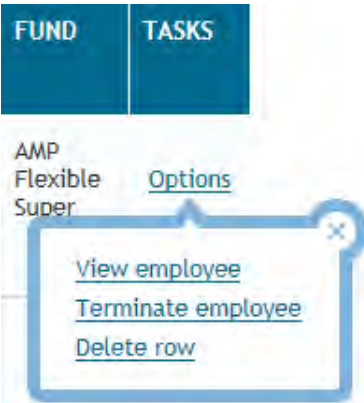 FUND TASKS
AMP
Flexible Options
Super
View employee
Terminate employee
Delete row